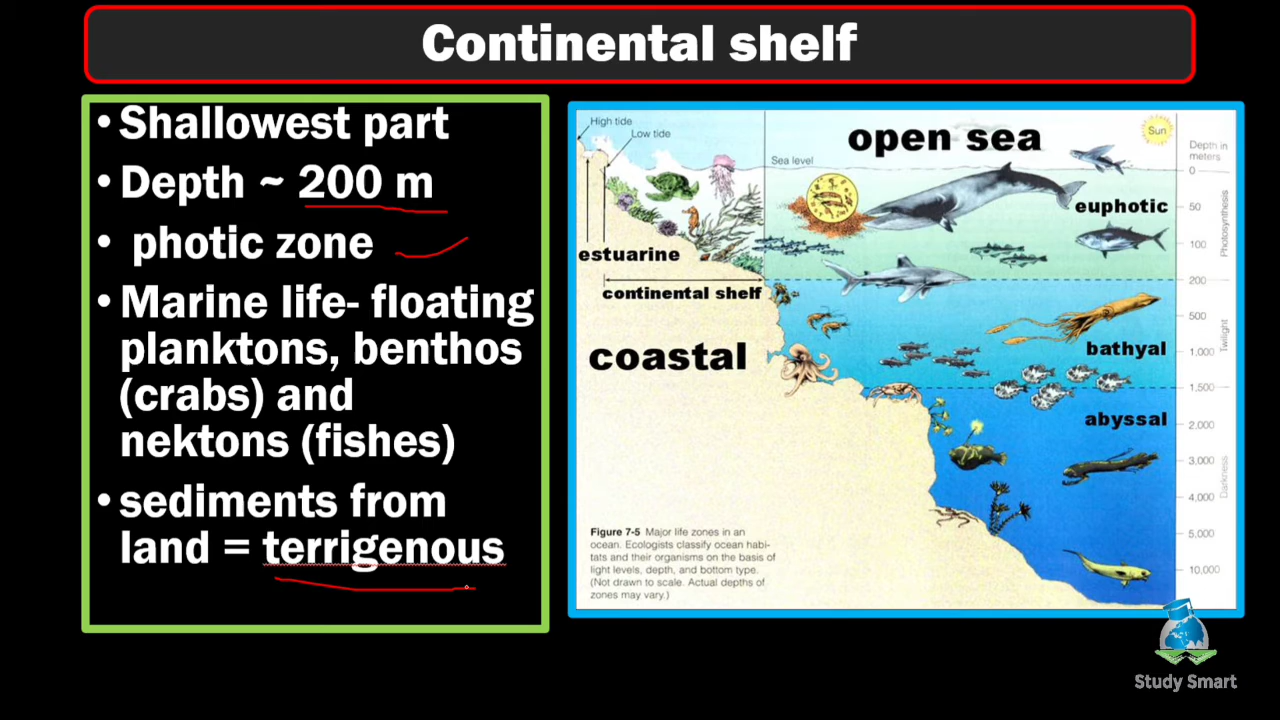 Continental shelf
• Shallowest part
• Depth ~ 200 m
• photic zone
• Marine life- floating
planktons, benthos
(crabs) and
nektons (fishes)
• sediments from
land = terrigenous
High tide
Low tide
open sea
Sun
Sea level
Depth in
meters
0
euphotic
50
100
Photosynthesis
estuarine
200
continental shelf
500
coastal
bathyal
1,000
Twilight
1,500
abyssal
2,000
3,000
Darkness
4,000
5,000
10,000
Figure 7-5 Major life zones in an
ocean. Ecologists classify ocean habi-
tats and their organisms on the basis of
light levels, depth, and bottom type.
(Not drawn to scale. Actual depths of
zones may vary.)
Study Smart